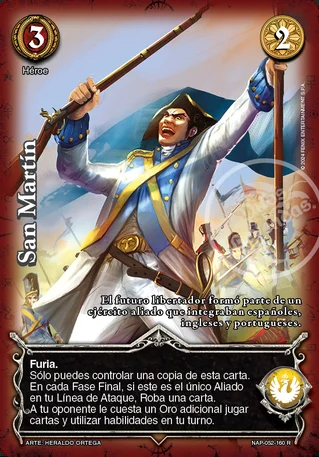 3
2
Héroe
© 2024 FENIX ENTERTAINMENT S.P.A.
San Martín
El futuro libertador formó parte de un
ejército aliado que integraban españoles,
ingleses y portugueses.
Furia.
Sólo puedes controlar una copia de esta carta.
En cada Fase Final, si este es el único Aliado
en tu Línea de Ataque, Roba una carta.
A tu oponente le cuesta un Oro adicional jugar
cartas y utilizar habilidades en tu turno.
ARTE: HERALDO ORTEGA
NAP-052-160 R